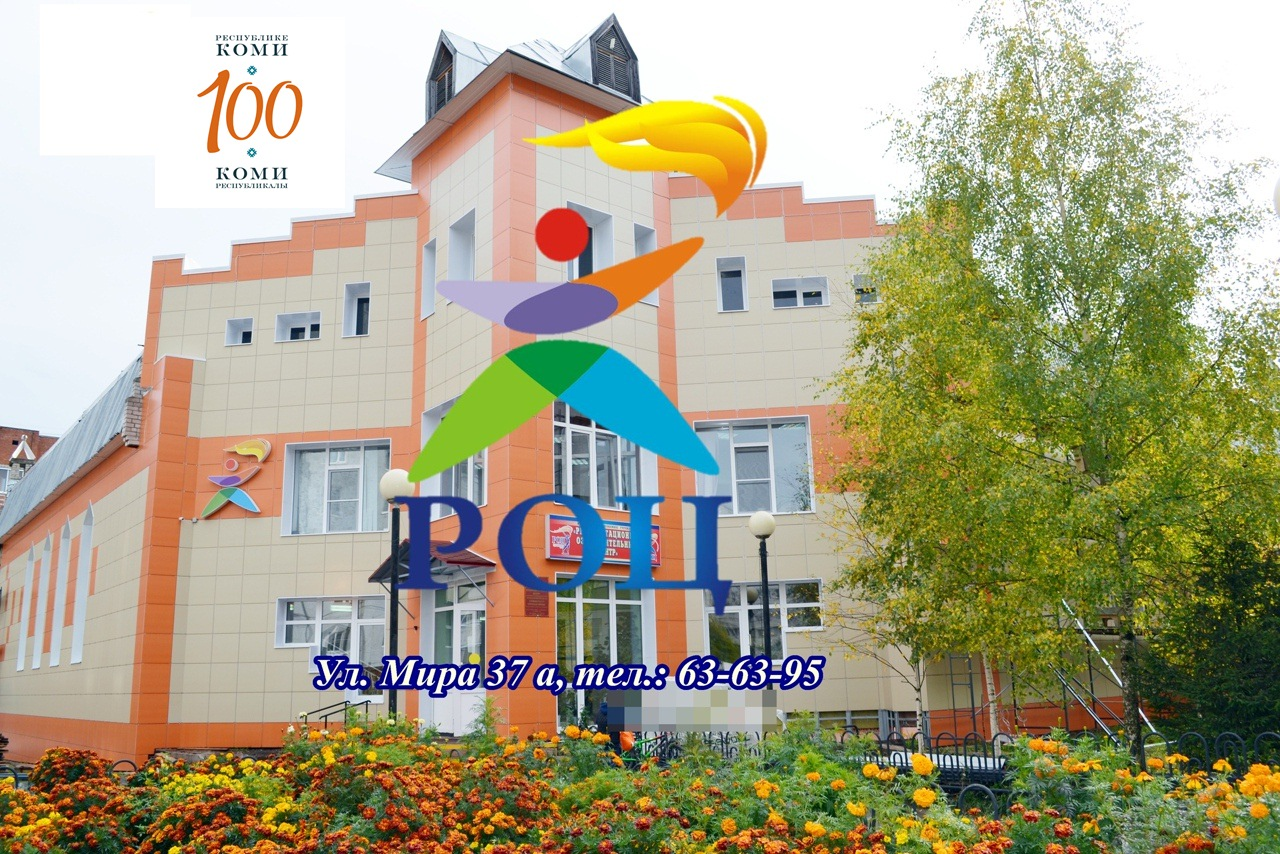 РЕСПУБЛИКЕ
КОМИ
100
КОМИ
РЕСПУБЛИКАЛЫ
РОЦ
Ул. Мира 37 а, тел.: 63-63-95